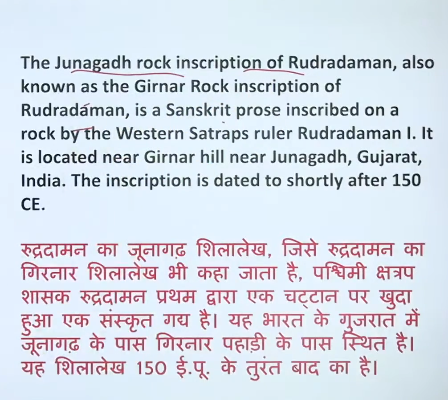 The Junagadh rock inscription of Rudradaman, also
known as the Girnar Rock inscription of
Rudradaman, is a Sanskrit prose inscribed on a
rock by the Western Satraps ruler Rudradaman I. It
is located near Girnar hill near Junagadh, Gujarat,
India. The inscription is dated to shortly after 150
CE.
रुद्रदामन का जूनागढ़ शिलालेख, जिसे रुद्रदामन का
गिरनार शिलालेख भी कहा जाता है, पश्चिमी क्षत्रप
शासक रुद्रदामन प्रथम द्वारा एक चट्टान पर खुदा
हुआ एक संस्कृत गद्य है। यह भारत के गुजरात में
जूनागढ़ के पास गिरनार पहाड़ी के पास स्थित है।
यह शिलालेख 150 ई.पू. के तुरंत बाद का है।